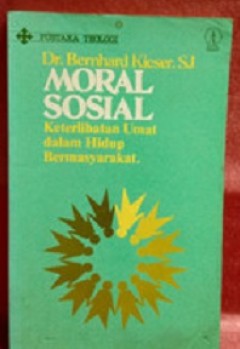 PUSTAKA TEOLOGI
Dr. Bernhard Kieser. SJ
MORAL
SOSIAL
Keterlibatan Umat
dalam Hidup
Bermasyarakat.